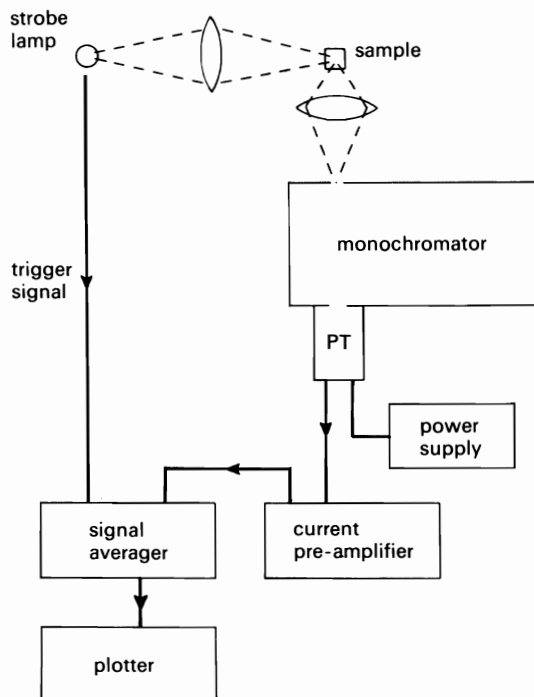 strobe
lamp
sample
monochromator
trigger
signal
PT
power
supply
signal
averager
current
pre-amplifier
plotter